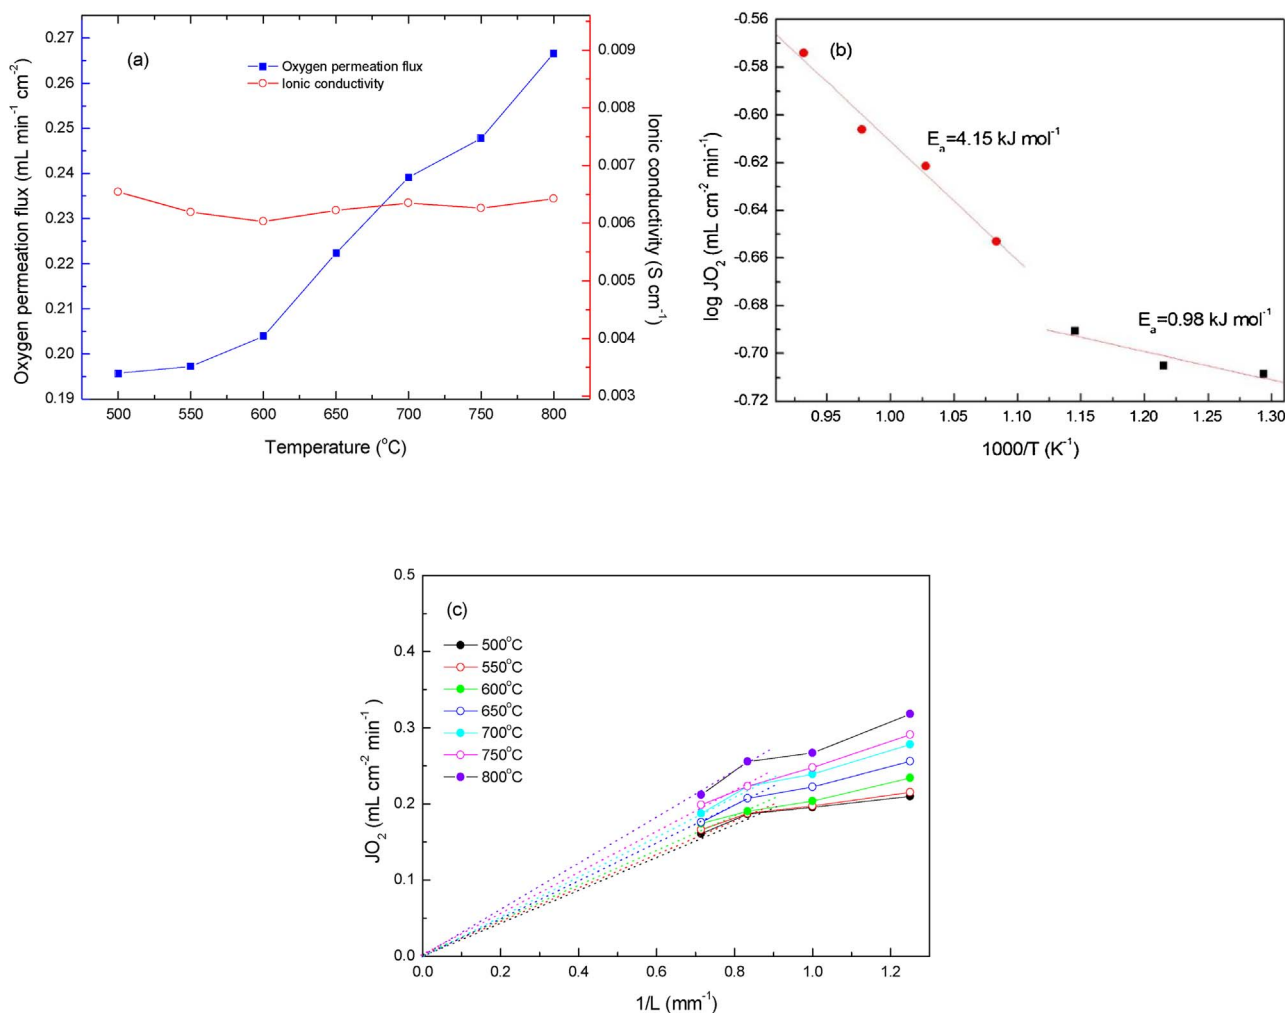 (a)
Oxygen permeation flux
Ionic conductivity
0.27
0.26
0.25
0.24
0.23
0.22
0.21
0.20
0.19
Oxygen permeation flux (mL min⁻¹ cm⁻²)
0.009
0.008
0.007
0.006
0.005
0.004
0.003
Ionic conductivity (S cm⁻¹)
500 550 600 650 700 750 800
Temperature (°C)
(b)
-0.56
-0.58
-0.60
-0.62
-0.64
-0.66
-0.68
-0.70
-0.72
log JO₂ (mL cm⁻² min⁻¹)
Eₐ=4.15 kJ mol⁻¹
Eₐ=0.98 kJ mol⁻¹
0.95 1.00 1.05 1.10 1.15 1.20 1.25 1.30
1000/T (K⁻¹)
(c)
500°C
550°C
600°C
650°C
700°C
750°C
800°C
0.5
0.4
0.3
0.2
0.1
0.0
JO₂ (mL cm⁻² min⁻¹)
0.0 0.2 0.4 0.6 0.8 1.0 1.2
1/L (mm⁻¹)